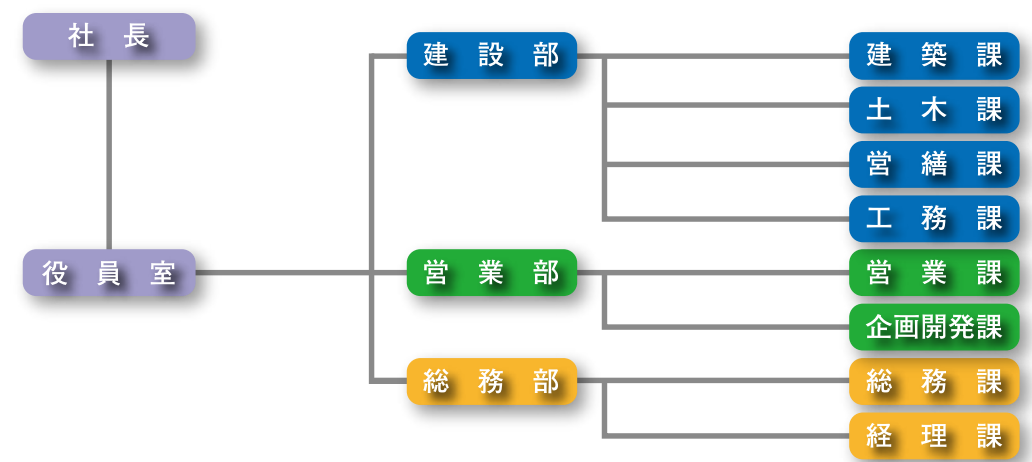 社長
役員室
建設部
建築課
土木課
営繕課
工務課
営業部
営業課
企画開発課
総務部
総務課
経理課